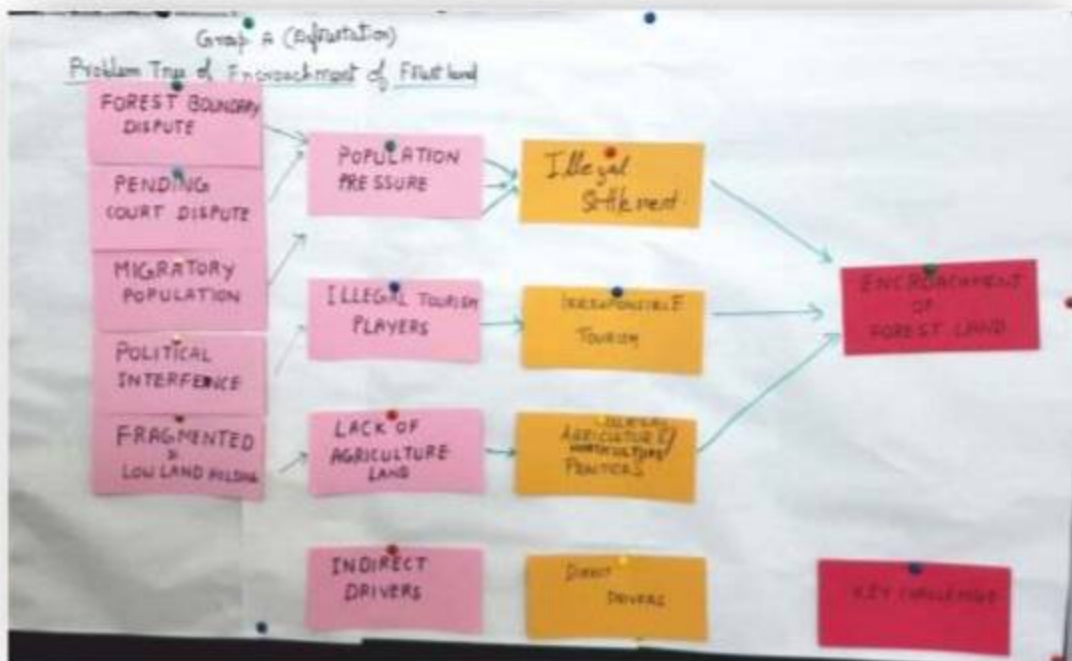 Group A
Problem Tree of Encroachment of Forest land
FOREST BOUNDARY
DISPUTE
PENDING
COURT DISPUTE
MIGRATORY
POPULATION
POLITICAL
INTERFERENCE
FRAGMENTED
&
LOW LAND HOLDING
POPULATION
PRESSURE
ILLEGAL TOURISM
PLAYERS
LACK OF
AGRICULTURE
LAND
INDIRECT
DRIVERS
Illegal
Settlement.
IRRESPONSIBLE
TOURISM
AGRICULTURE/
HORTICULTURE
DIRECT
DRIVERS
ENCROACHMENT
OF
FOREST LAND
KEY CHALLENGE